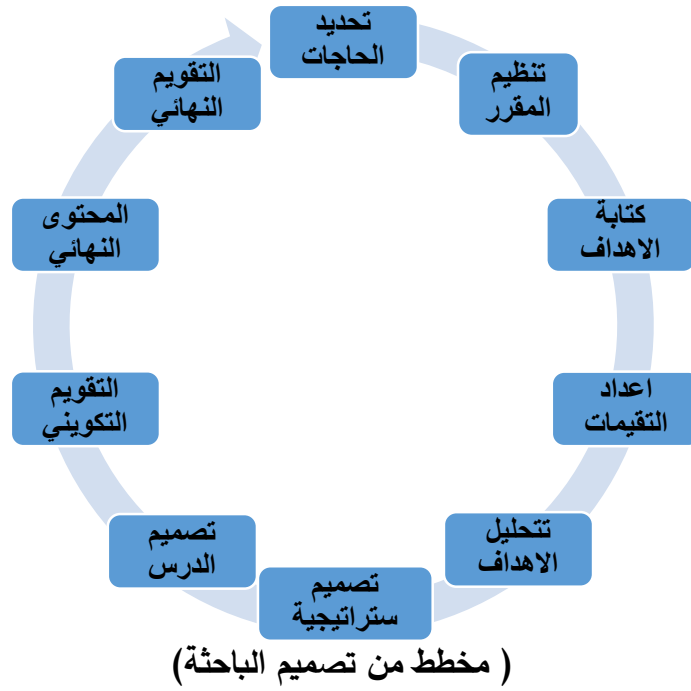 تحديد
الحاجات
تنظيم
المقرر
كتابة
الاهداف
اعداد
التقيمات
تتحليل
الاهداف
تصميم
ستراتيجية
تصميم
الدرس
التقويم
التكويني
المحتوى
النهائي
التقويم
النهائي
( مخطط من تصميم الباحثة)